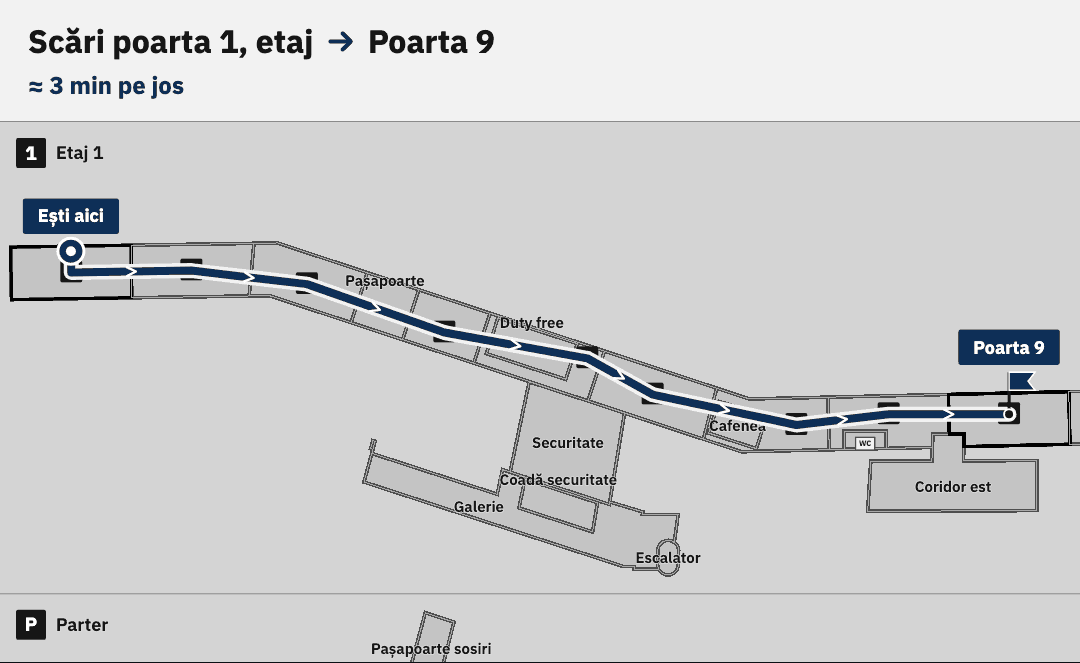 Scări poarta 1, etaj → Poarta 9
≈ 3 min pe jos
1 Etaj 1
Ești aici
Pașapoarte
Duty free
Poarta 9
Cafenea
WC
Securitate
Coadă securitate
Coridor est
Galerie
Escalator
P Parter
Pașapoarte sosiri